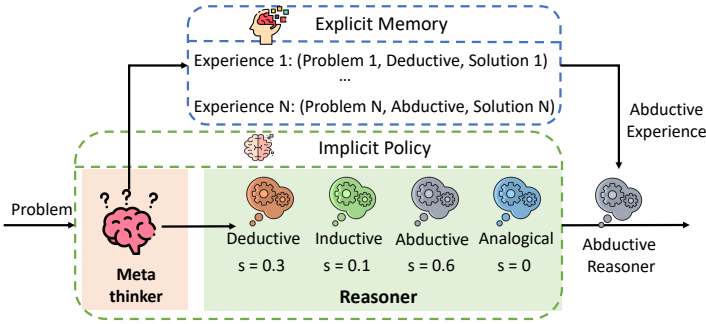 Explicit Memory
Experience 1: (Problem 1, Deductive, Solution 1)
...
Experience N: (Problem N, Abductive, Solution N)
Abductive
Experience
Implicit Policy
Problem
? ? ?
Meta
thinker
Deductive Inductive Abductive Analogical
s = 0.3 s = 0.1 s = 0.6 s = 0
Reasoner
Abductive
Reasoner